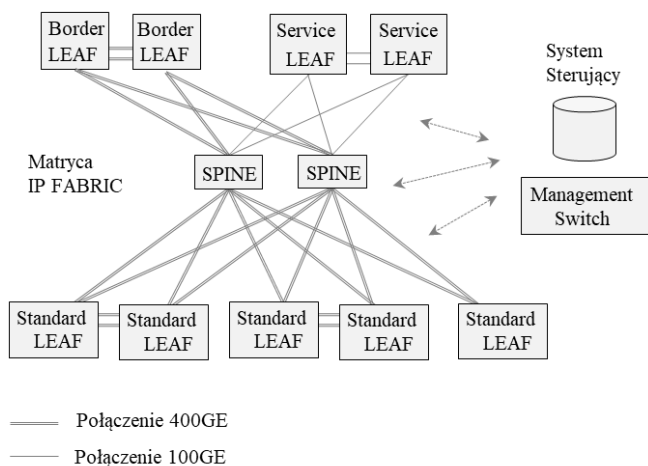 Border
LEAF
Border
LEAF
Service
LEAF
Service
LEAF
System
Sterujący
Matryca
IP FABRIC
SPINE
SPINE
Management
Switch
Standard
LEAF
Standard
LEAF
Standard
LEAF
Standard
LEAF
Standard
LEAF
Połączenie 400GE
Połączenie 100GE